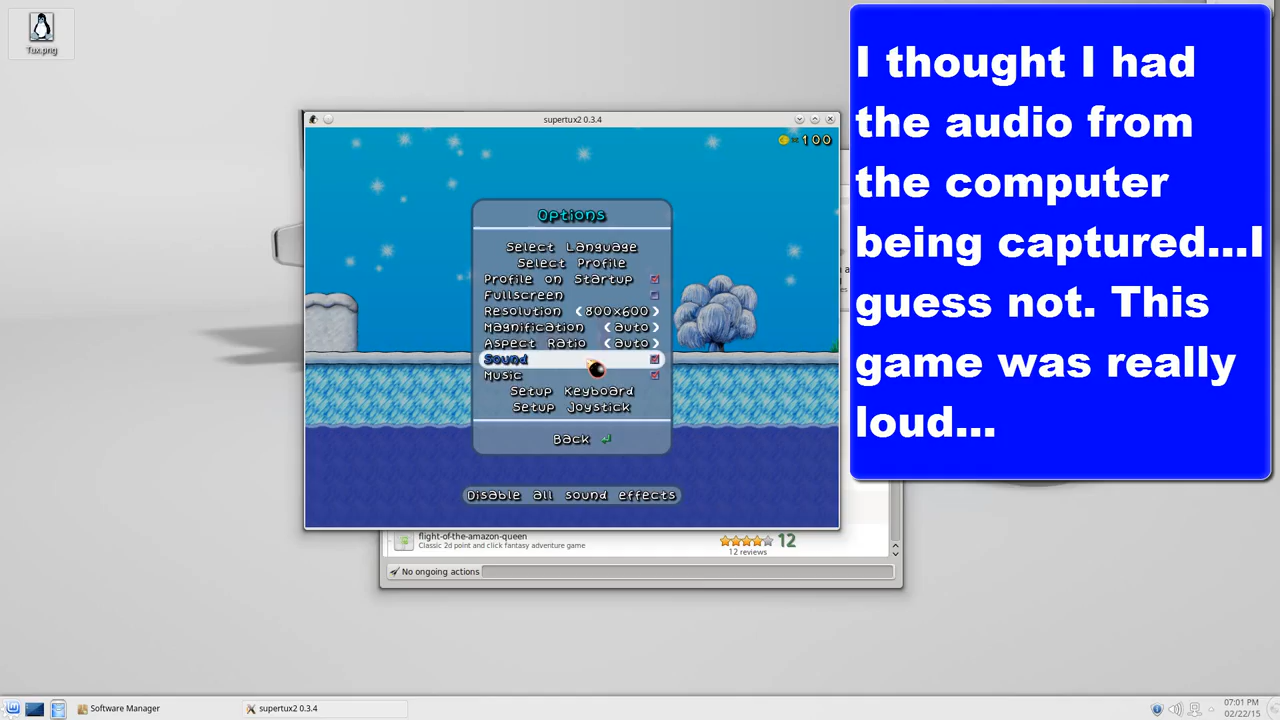 Tux.png
I thought I had
the audio from
the computer
being captured...I
guess not. This
game was really
loud...
supertux2 0.3.4
100
Options
Select Language
Select Profile
Profile on Startup
Fullscreen
Resolution 800x600
Magnification auto
Aspect Ratio auto
Sound
Music
Setup Keyboard
Setup Joystick
Back
Disable all sound effects
flight-of-the-amazon-queen
Classic 2d point and click fantasy adventure game
12
12 reviews
No ongoing actions
Software Manager
supertux2 0.3.4
07:01 PM
02/22/15